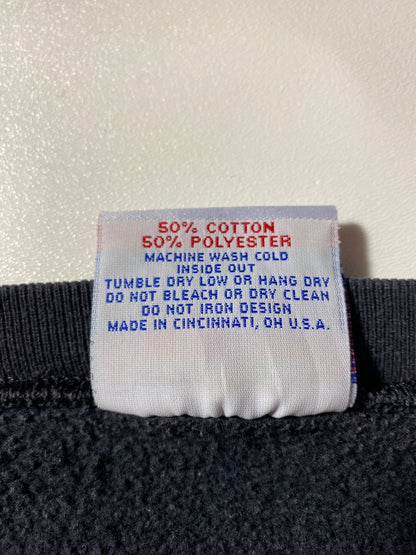 50% COTTON
50% POLYESTER
MACHINE WASH COLD
INSIDE OUT
TUMBLE DRY LOW OR HANG DRY
DO NOT BLEACH OR DRY CLEAN
DO NOT IRON DESIGN
MADE IN CINCINNATI, OH U.S.A.